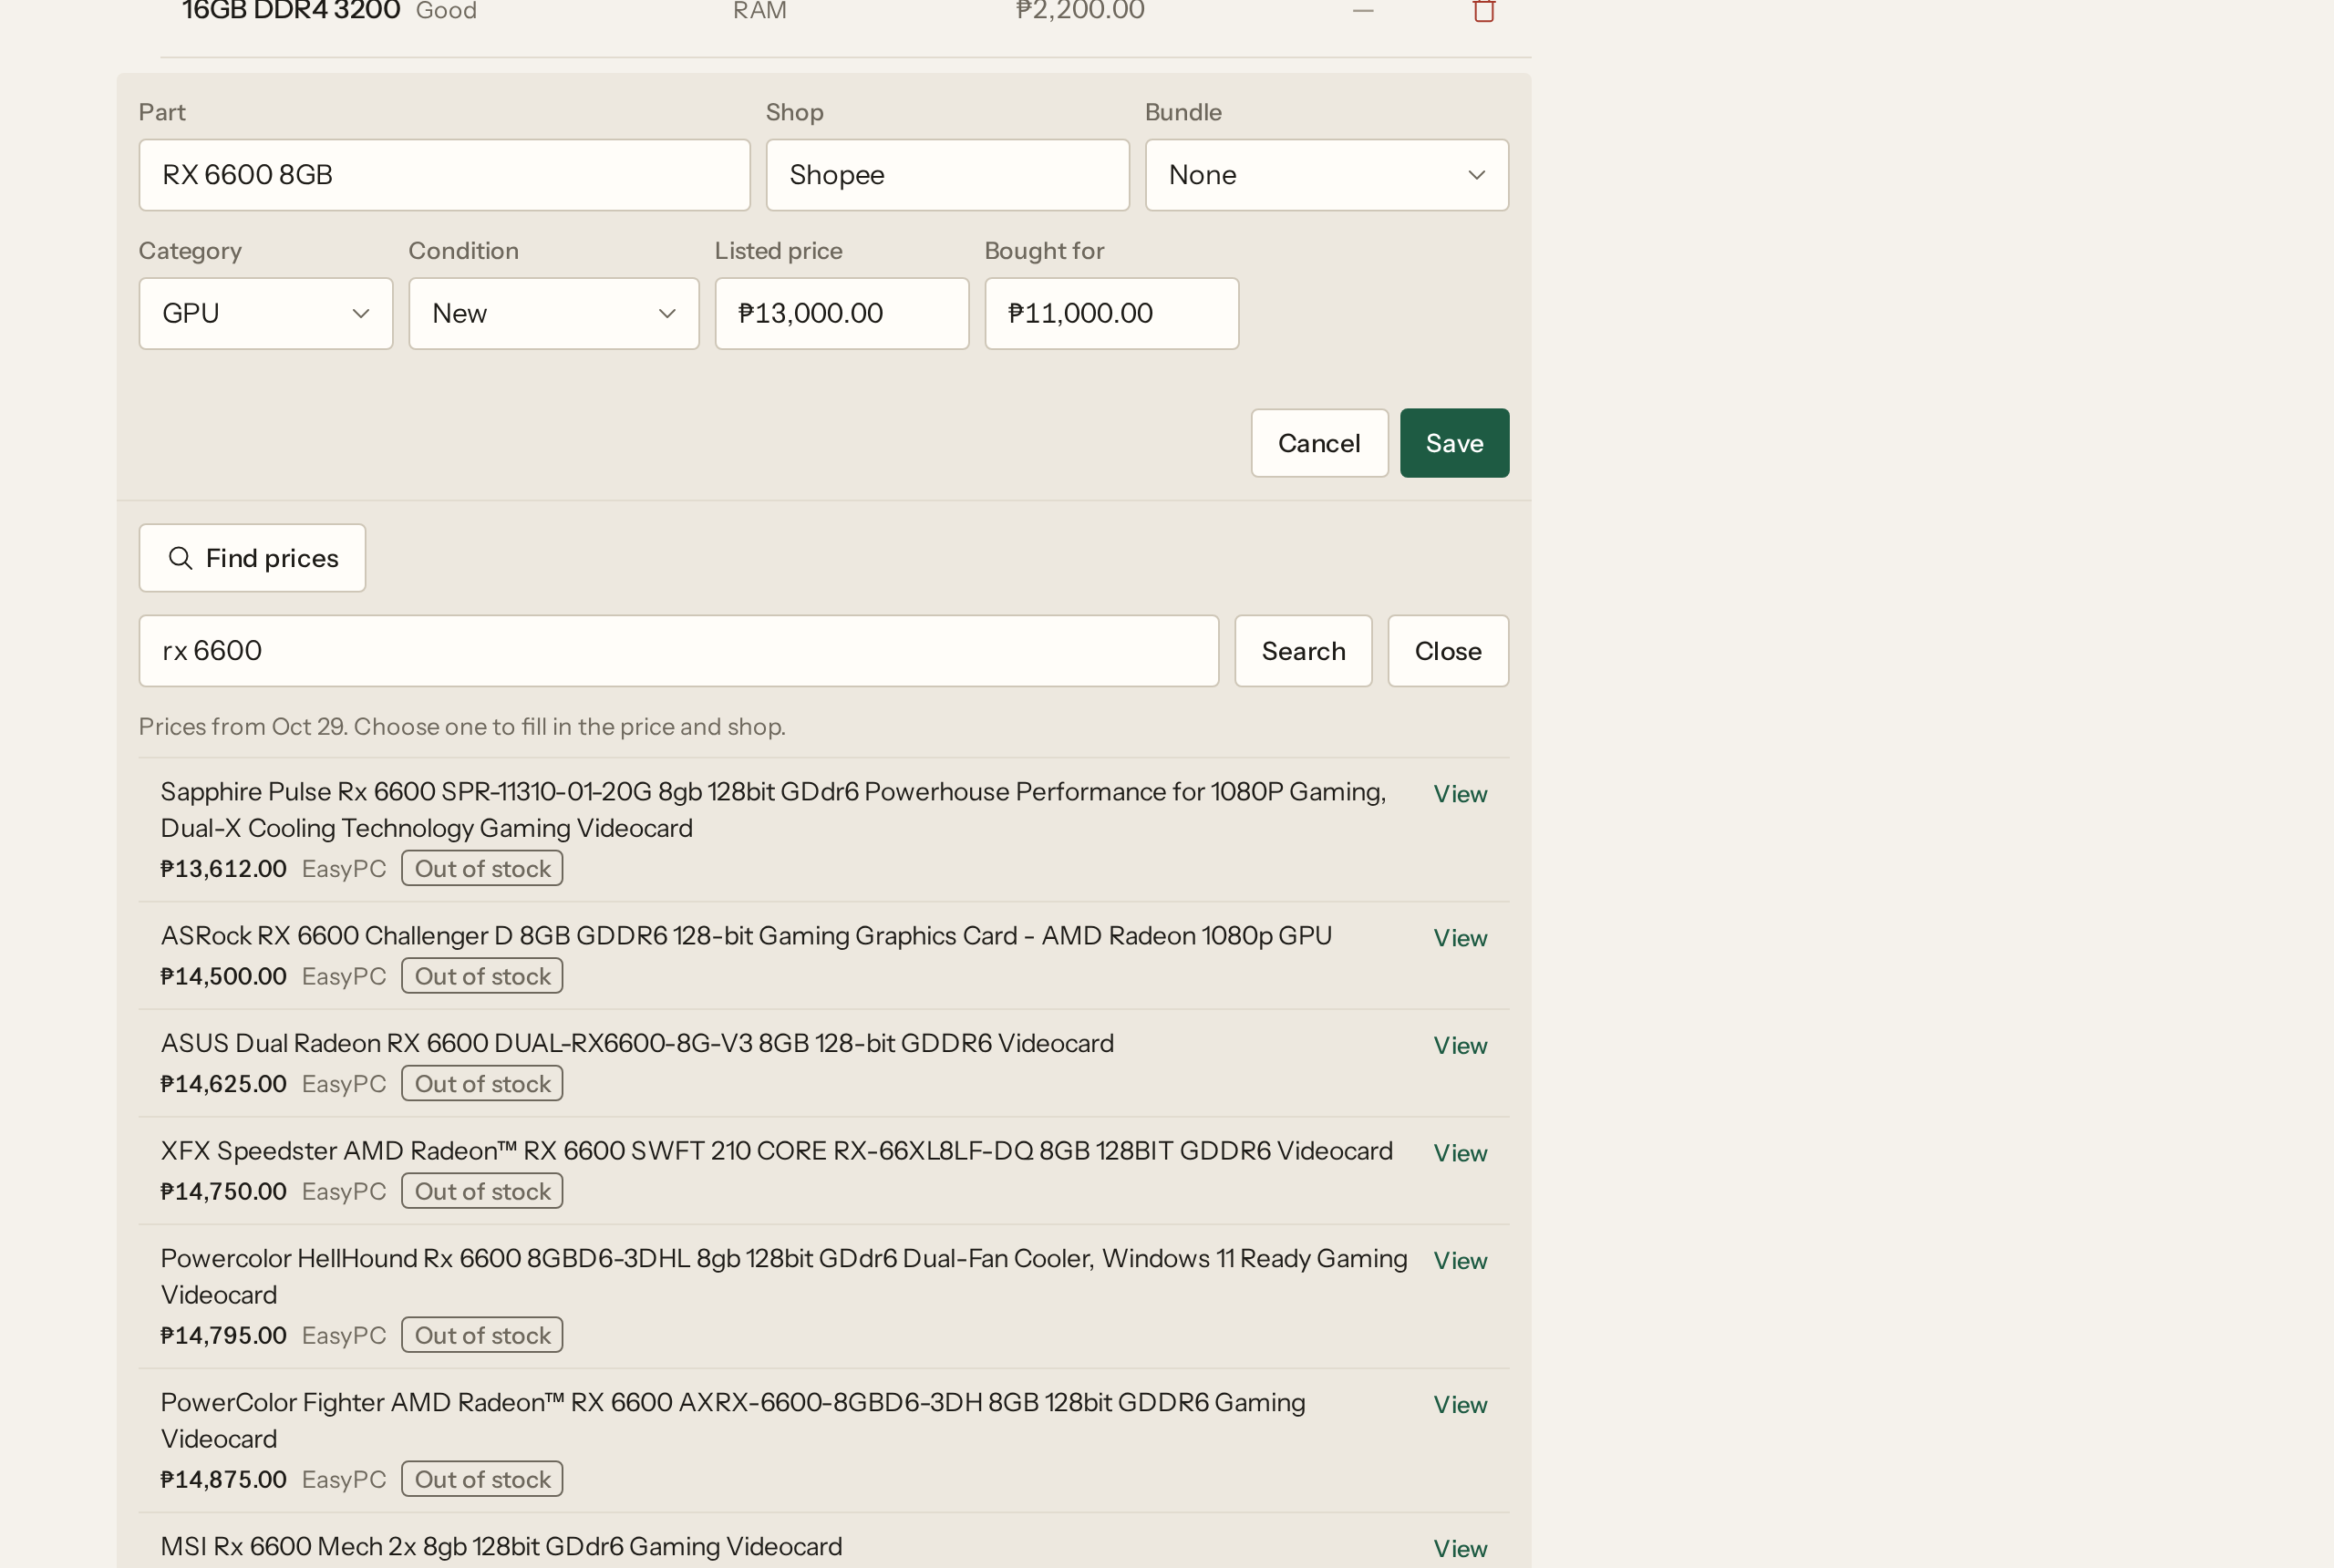 16GB DDR4 3200 Good RAM ₱2,200.00 —
Part Shop Bundle
RX 6600 8GB Shopee None
Category Condition Listed price Bought for
GPU New ₱13,000.00 ₱11,000.00
Cancel Save
Find prices
rx 6600 Search Close
Prices from Oct 29. Choose one to fill in the price and shop.
Sapphire Pulse Rx 6600 SPR-11310-01-20G 8gb 128bit GDdr6 Powerhouse Performance for 1080P Gaming, View
Dual-X Cooling Technology Gaming Videocard
₱13,612.00 EasyPC Out of stock
ASRock RX 6600 Challenger D 8GB GDDR6 128-bit Gaming Graphics Card - AMD Radeon 1080p GPU View
₱14,500.00 EasyPC Out of stock
ASUS Dual Radeon RX 6600 DUAL-RX6600-8G-V3 8GB 128-bit GDDR6 Videocard View
₱14,625.00 EasyPC Out of stock
XFX Speedster AMD Radeon™ RX 6600 SWFT 210 CORE RX-66XL8LF-DQ 8GB 128BIT GDDR6 Videocard View
₱14,750.00 EasyPC Out of stock
Powercolor HellHound Rx 6600 8GBD6-3DHL 8gb 128bit GDdr6 Dual-Fan Cooler, Windows 11 Ready Gaming View
Videocard
₱14,795.00 EasyPC Out of stock
PowerColor Fighter AMD Radeon™ RX 6600 AXRX-6600-8GBD6-3DH 8GB 128bit GDDR6 Gaming View
Videocard
₱14,875.00 EasyPC Out of stock
MSI Rx 6600 Mech 2x 8gb 128bit GDdr6 Gaming Videocard View